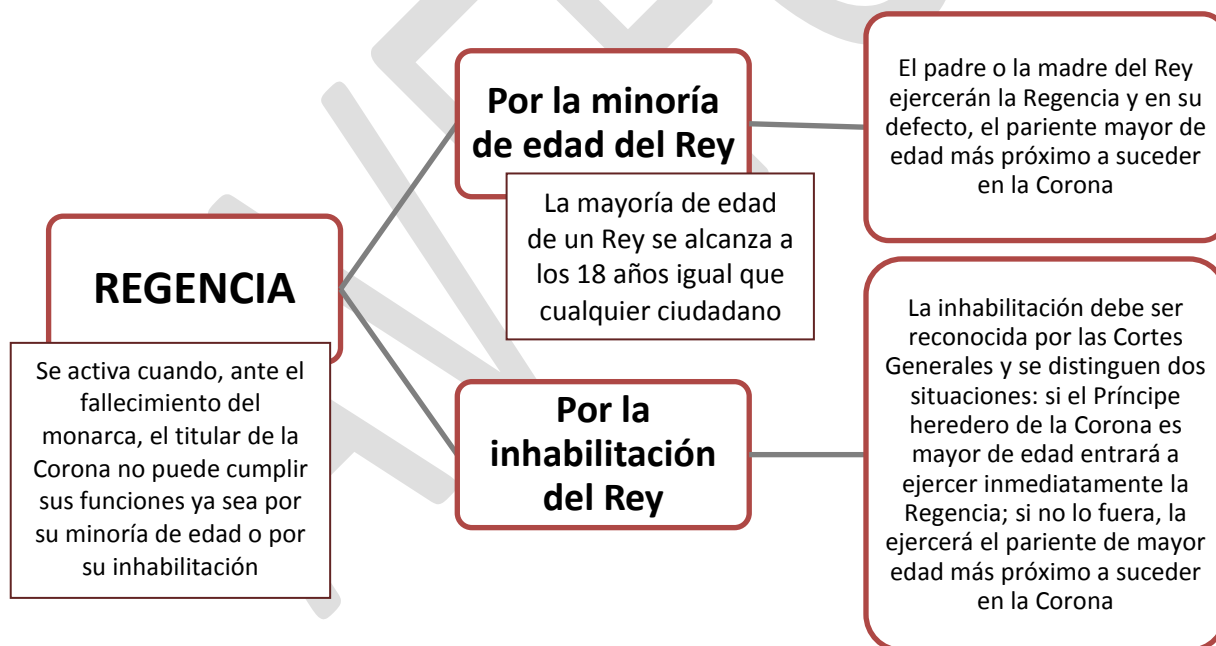 REGENCIA
Se activa cuando, ante el
fallecimiento del
monarca, el titular de la
Corona no puede cumplir
sus funciones ya sea por
su minoría de edad o por
su inhabilitación
Por la minoría
de edad del Rey
La mayoría de edad
de un Rey se alcanza a
los 18 años igual que
cualquier ciudadano
El padre o la madre del Rey
ejercerán la Regencia y en su
defecto, el pariente mayor de
edad más próximo a suceder
en la Corona
Por la
inhabilitación
del Rey
La inhabilitación debe ser
reconocida por las Cortes
Generales y se distinguen dos
situaciones: si el Príncipe
heredero de la Corona es
mayor de edad entrará a
ejercer inmediatamente la
Regencia; si no lo fuera, la
ejercerá el pariente de mayor
edad más próximo a suceder
en la Corona